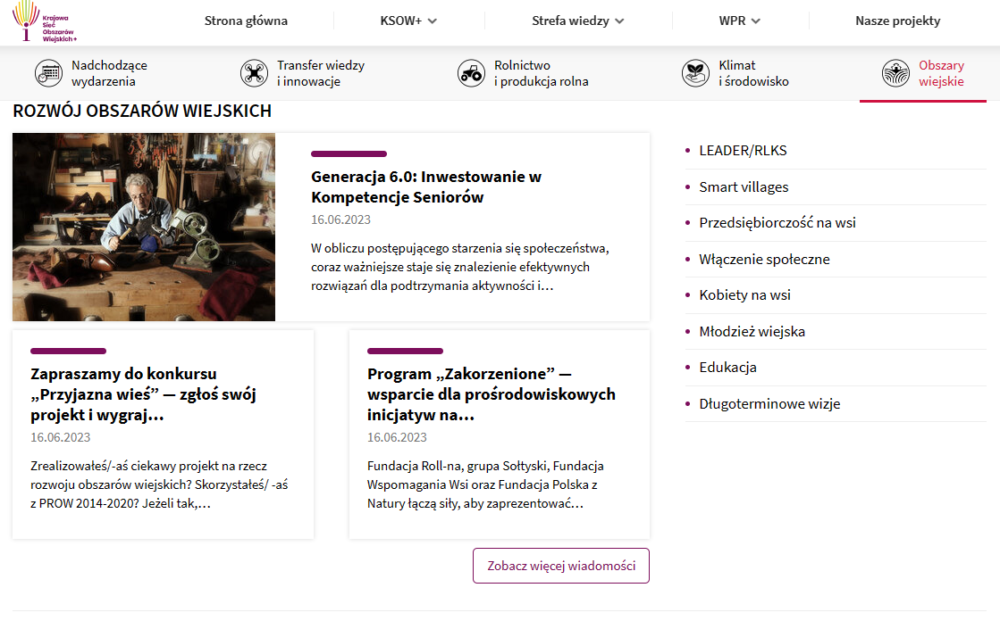 Krajowa
Sieć
Obszarów
Wiejskich+
Strona główna
KSOW+
Strefa wiedzy
WPR
Nasze projekty
Nadchodzące
wydarzenia
Transfer wiedzy
i innowacje
Rolnictwo
i produkcja rolna
Klimat
i środowisko
Obszary
wiejskie
ROZWÓJ OBSZARÓW WIEJSKICH
Generacja 6.0: Inwestowanie w
Kompetencje Seniorów
16.06.2023
W obliczu postępującego starzenia się społeczeństwa,
coraz ważniejsze staje się znalezienie efektywnych
rozwiązań dla podtrzymania aktywności i…
Zapraszamy do konkursu
„Przyjazna wieś” — zgłoś swój
projekt i wygraj…
16.06.2023
Zrealizowałeś/-aś ciekawy projekt na rzecz
rozwoju obszarów wiejskich? Skorzystałeś/ -aś
z PROW 2014-2020? Jeżeli tak,…
Program „Zakorzenione” —
wsparcie dla prośrodowiskowych
inicjatyw na…
16.06.2023
Fundacja Roll-na, grupa Sołtyski, Fundacja
Wspomagania Wsi oraz Fundacja Polska z
Natury łączą siły, aby zaprezentować…
Zobacz więcej wiadomości
LEADER/RLKS
Smart villages
Przedsiębiorczość na wsi
Włączenie społeczne
Kobiety na wsi
Młodzież wiejska
Edukacja
Długoterminowe wizje